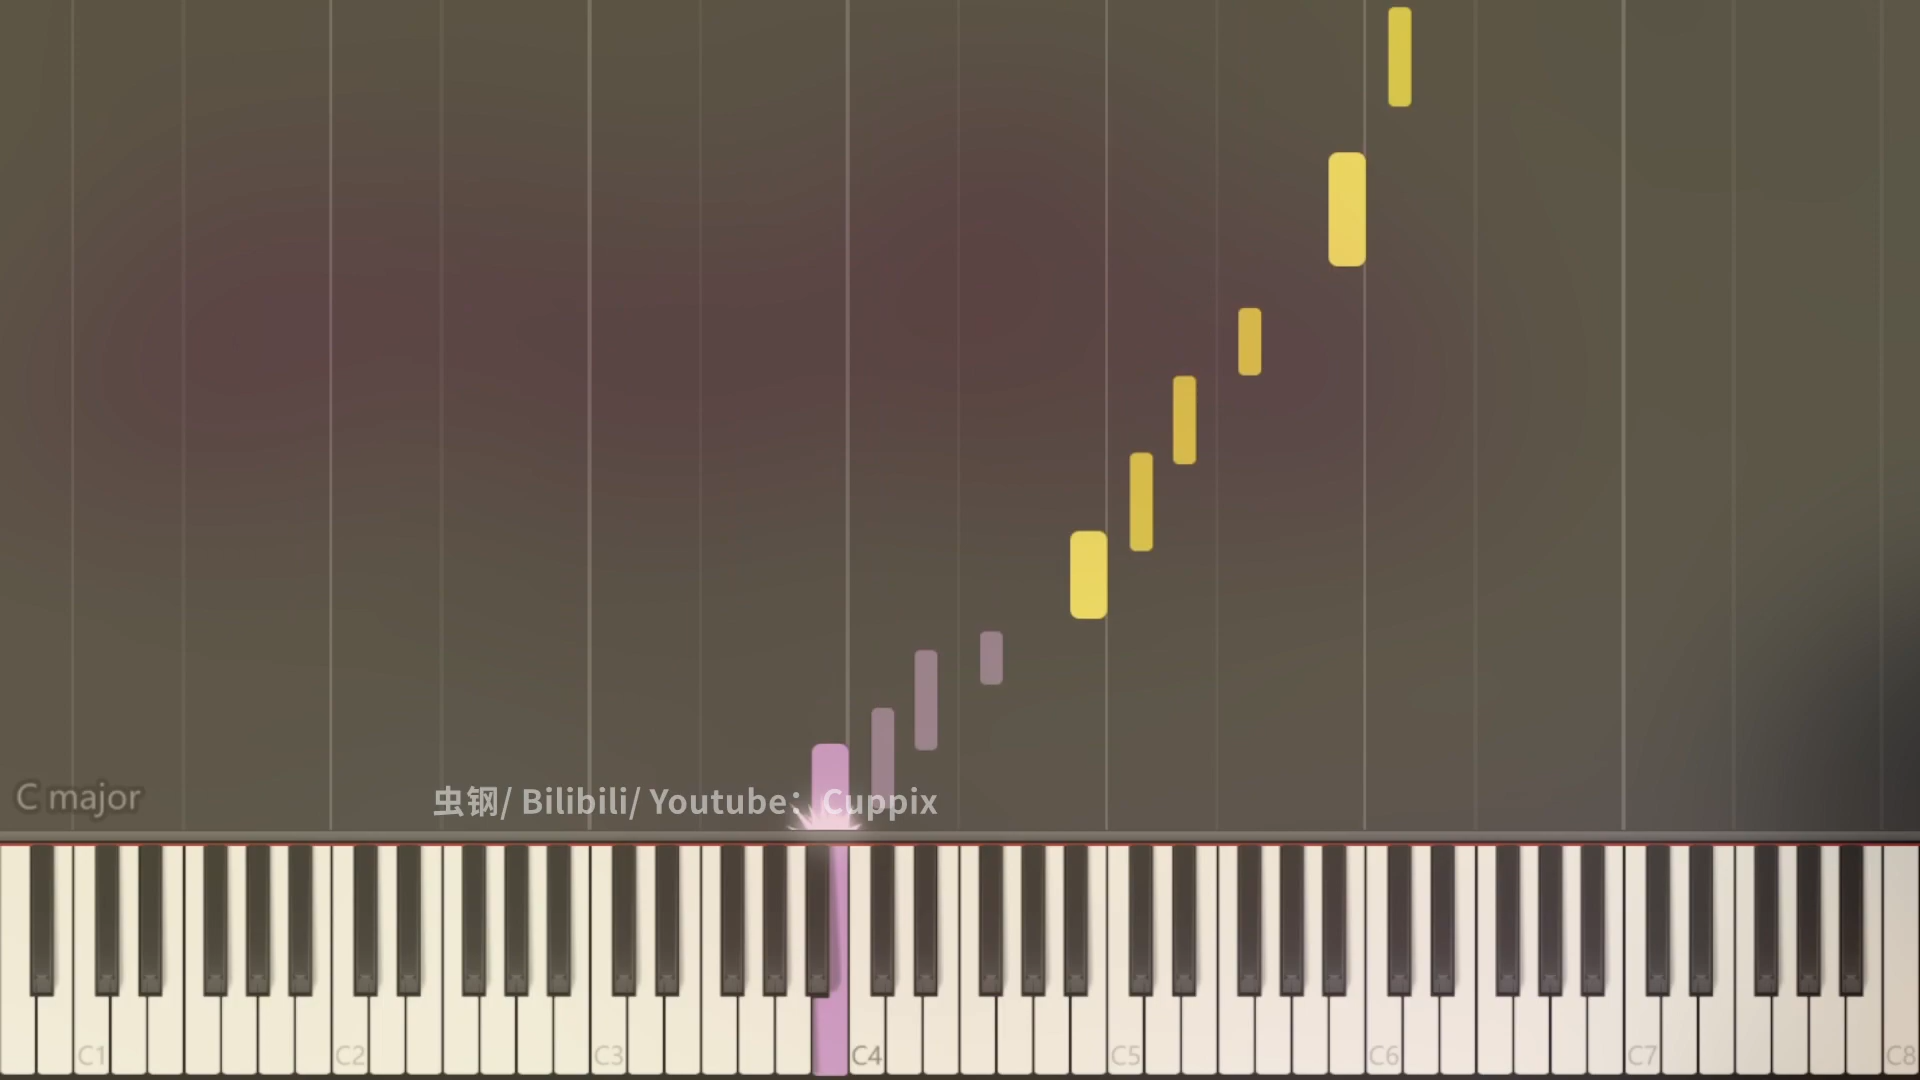 C major
虫钢/ Bilibili/ Youtube：Cuppix
C1 C2 C3 C4 C5 C6 C7 C8